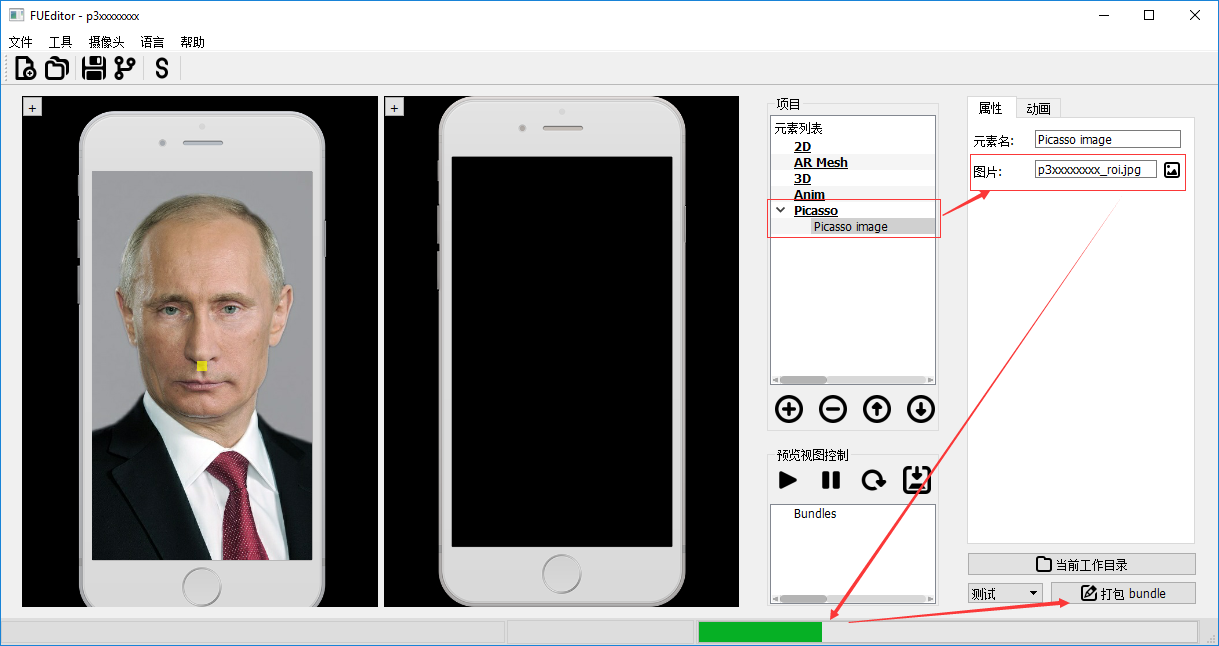 FUEditor - p3xxxxxxx
文件 工具 摄像头 语言 帮助
S
+
+
项目
元素列表
2D
AR Mesh
3D
Anim
Picasso
Picasso image
预览视图控制
Bundles
属性 动画
元素名: Picasso image
图片: p3xxxxxxxx_roi.jpg
当前工作目录
测试 打包 bundle